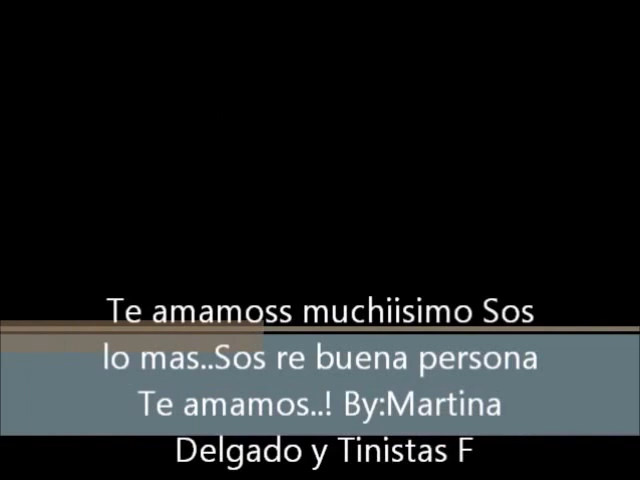 Te amamoss muchiisimo Sos
lo mas..Sos re buena persona
Te amamos..! By:Martina
Delgado y Tinistas F